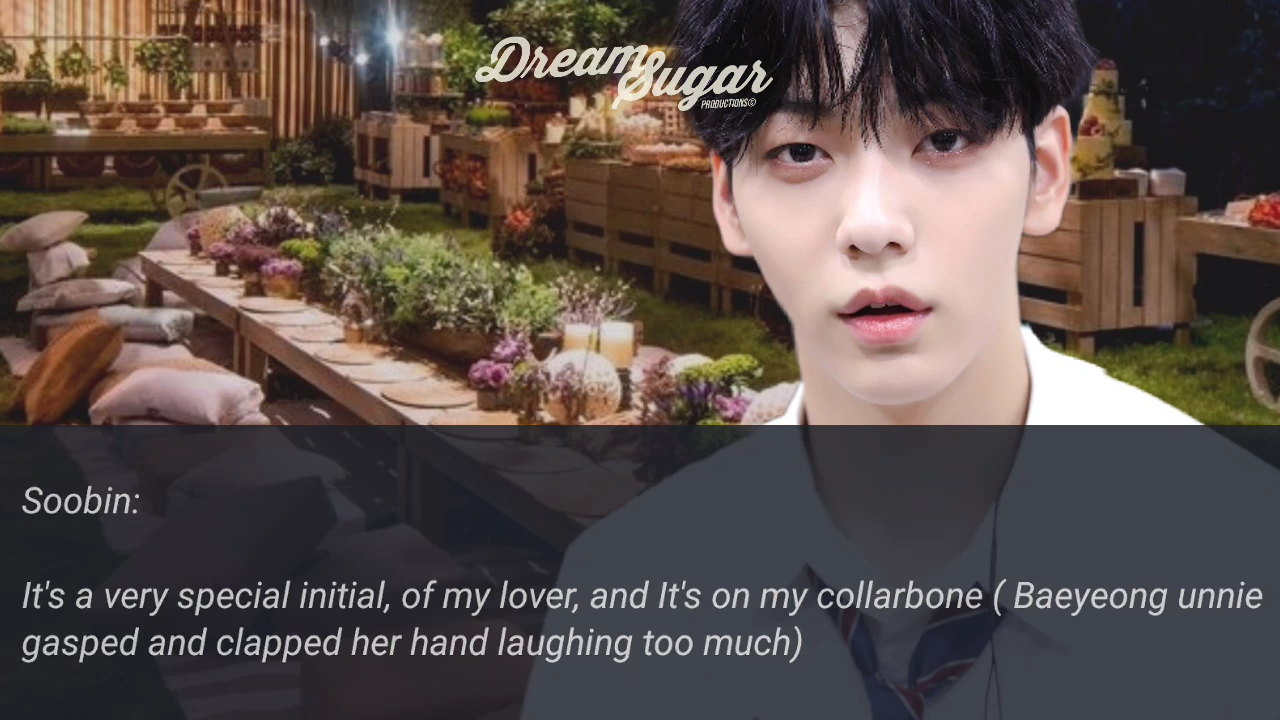 Dream
Sugar
PRODUCTIONS©
Soobin:
It's a very special initial, of my lover, and It's on my collarbone ( Baeyeong unnie
gasped and clapped her hand laughing too much)